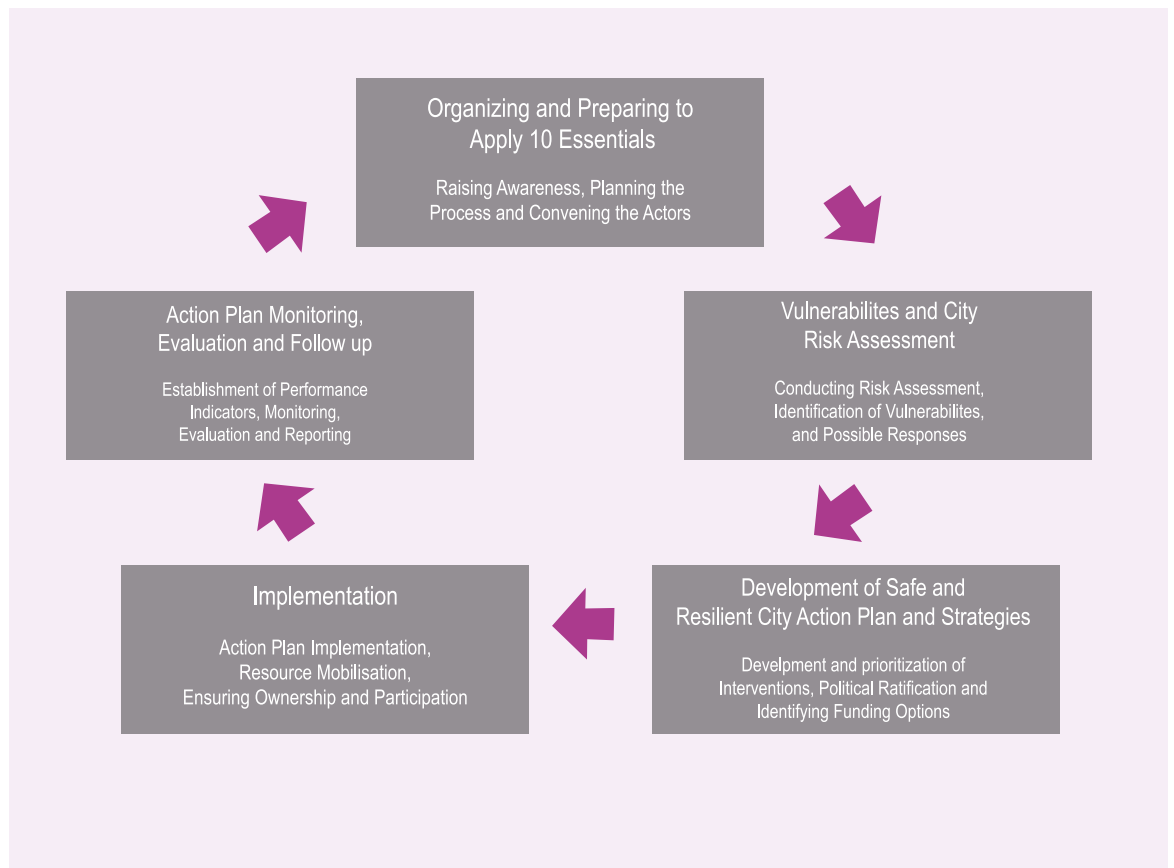 Organizing and Preparing to
Apply 10 Essentials
Raising Awareness, Planning the
Process and Convening the Actors
Vulnerabilites and City
Risk Assessment
Conducting Risk Assessment,
Identification of Vulnerabilites,
and Possible Responses
Development of Safe and
Resilient City Action Plan and Strategies
Develpment and prioritization of
Interventions, Political Ratification and
Identifying Funding Options
Implementation
Action Plan Implementation,
Resource Mobilisation,
Ensuring Ownership and Participation
Action Plan Monitoring,
Evaluation and Follow up
Establishment of Performance
Indicators, Monitoring,
Evaluation and Reporting